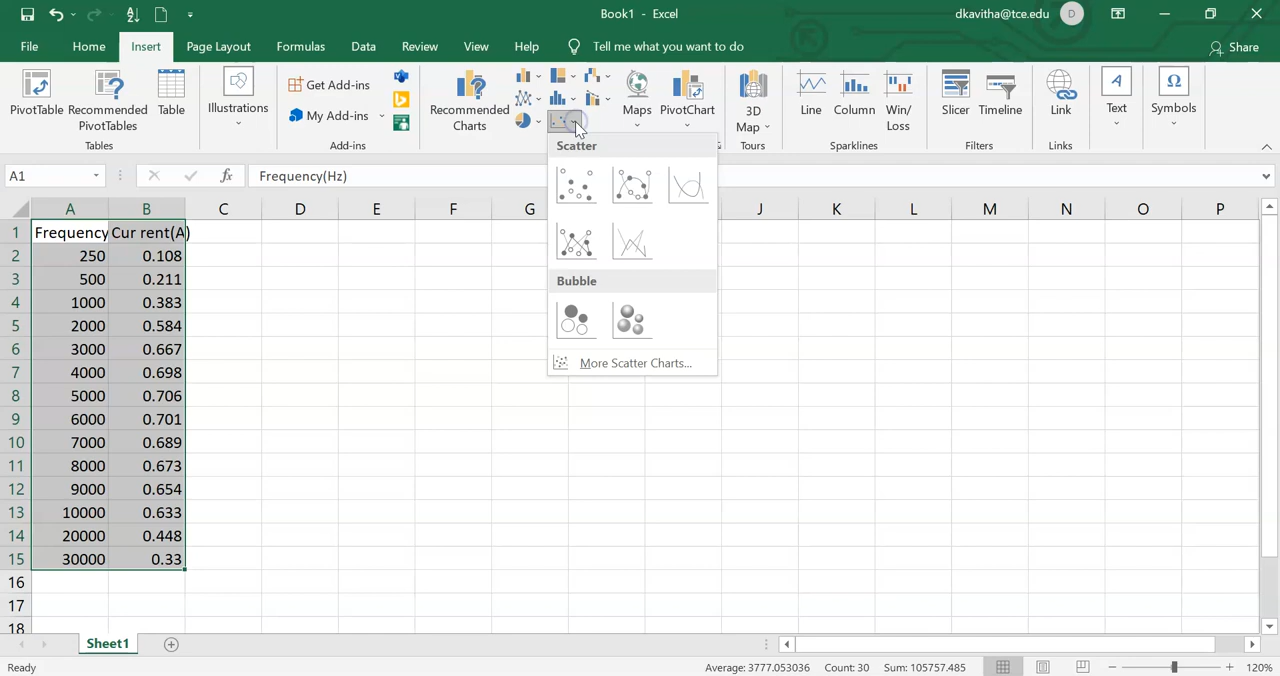 Book1 - Excel
dkavitha@tce.edu D
File Home Insert Page Layout Formulas Data Review View Help Tell me what you want to do Share
PivotTable
Recommended
PivotTables
Table
Tables
Illustrations
Get Add-ins
My Add-ins
Add-ins
Recommended
Charts
Maps
PivotChart
3D
Map
Tours
Line
Column
Win/
Loss
Sparklines
Slicer
Timeline
Filters
Link
Links
Text
Symbols
A1 fx Frequency(Hz)
A B C D E F G J K L M N O P
1 Frequency Cur rent(A)
2 250 0.108
3 500 0.211
4 1000 0.383
5 2000 0.584
6 3000 0.667
7 4000 0.698
8 5000 0.706
9 6000 0.701
10 7000 0.689
11 8000 0.673
12 9000 0.654
13 10000 0.633
14 20000 0.448
15 30000 0.33
16
17
18
Scatter
Bubble
More Scatter Charts...
Sheet1
Ready Average: 3777.053036 Count: 30 Sum: 105757.485 120%